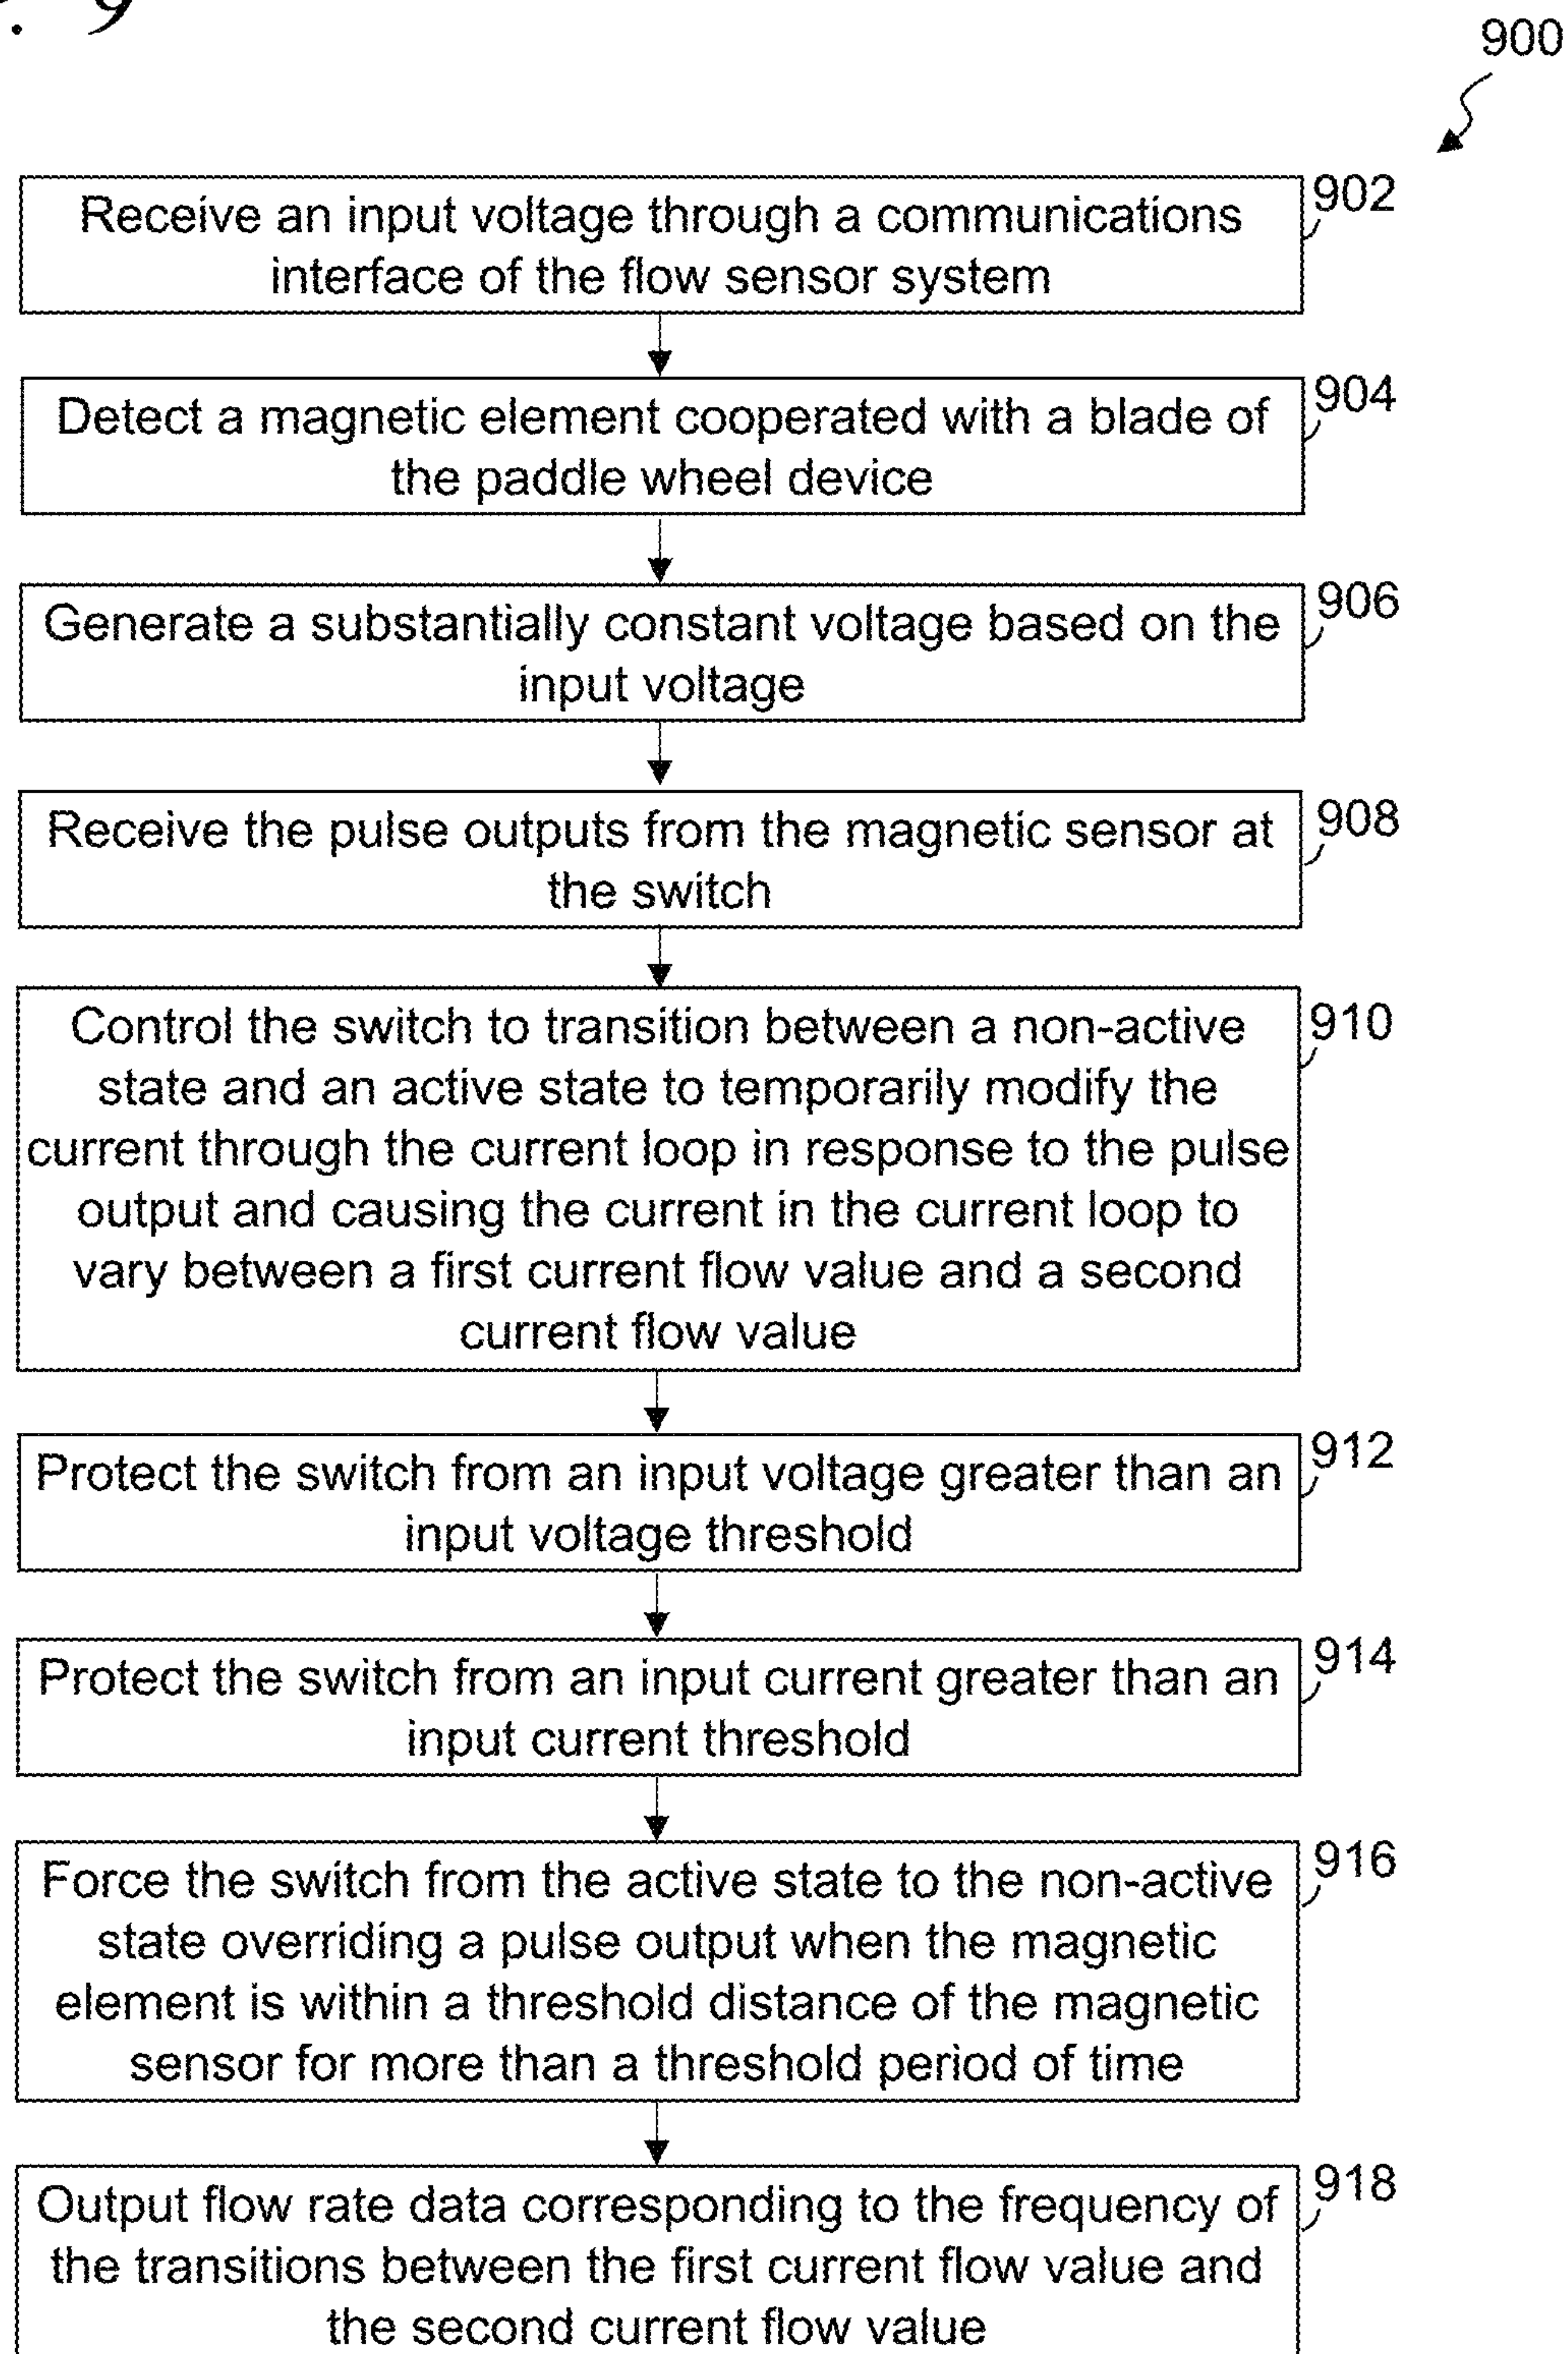 . 9
900
902
Receive an input voltage through a communications
interface of the flow sensor system
904
Detect a magnetic element cooperated with a blade of
the paddle wheel device
906
Generate a substantially constant voltage based on the
input voltage
908
Receive the pulse outputs from the magnetic sensor at
the switch
910
Control the switch to transition between a non-active
state and an active state to temporarily modify the
current through the current loop in response to the pulse
output and causing the current in the current loop to
vary between a first current flow value and a second
current flow value
912
Protect the switch from an input voltage greater than an
input voltage threshold
914
Protect the switch from an input current greater than an
input current threshold
916
Force the switch from the active state to the non-active
state overriding a pulse output when the magnetic
element is within a threshold distance of the magnetic
sensor for more than a threshold period of time
918
Output flow rate data corresponding to the frequency of
the transitions between the first current flow value and
the second current flow value